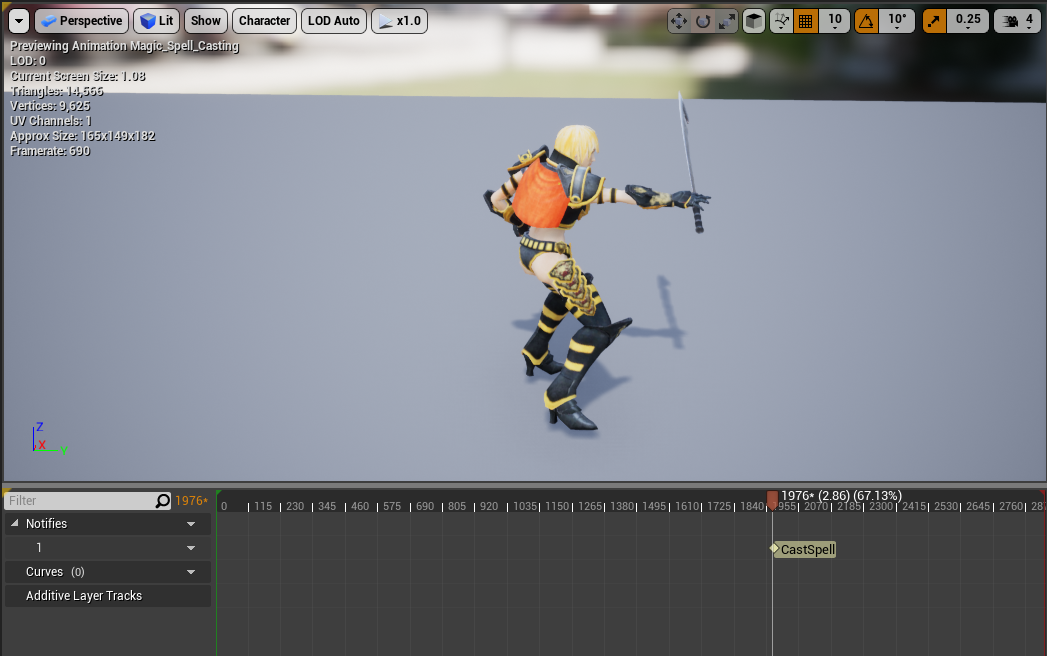 Perspective Lit Show Character LOD Auto x1.0 10 10° 0.25 4
Previewing Animation Magic_Spell_Casting
LOD: 0
Current Screen Size: 1.08
Triangles: 14,566
Vertices: 9,625
UV Channels: 1
Approx Size: 165x149x182
Framerate: 690
Z
X
Y
Filter 1976* 1976* (2.86) (67.13%)
0 115 230 345 460 575 690 805 920 1035 1150 1265 1380 1495 1610 1725 1840 1955 2070 2185 2300 2415 2530 2645 2760
Notifies
1 CastSpell
Curves (0)
Additive Layer Tracks